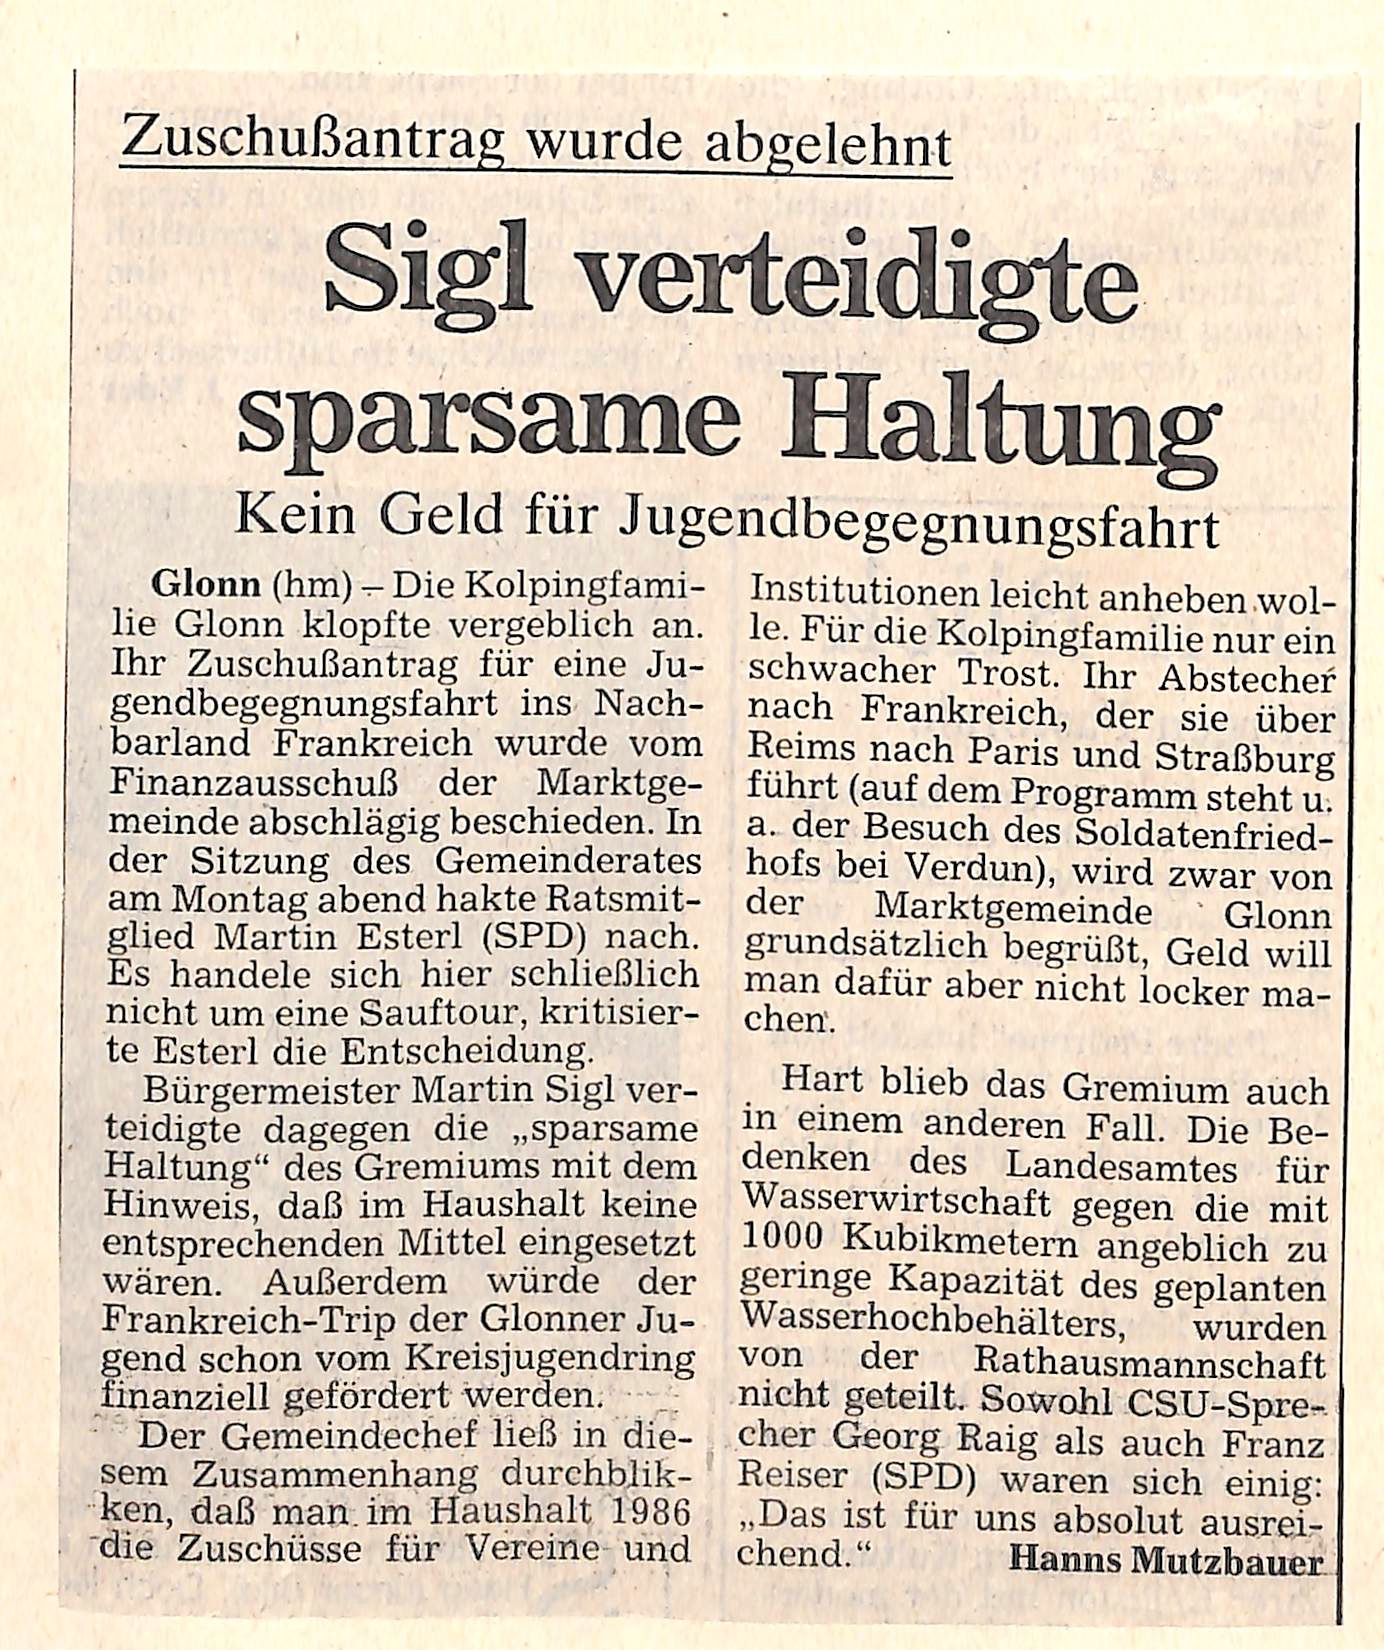 Zuschußantrag wurde abgelehnt
Sigl verteidigte
sparsame Haltung
Kein Geld für Jugendbegegnungsfahrt
Glonn (hm) – Die Kolpingfami-
lie Glonn klopfte vergeblich an.
Ihr Zuschußantrag für eine Ju-
gendbegegnungsfahrt ins Nach-
barland Frankreich wurde vom
Finanzausschuß der Marktge-
meinde abschlägig beschieden. In
der Sitzung des Gemeinderates
am Montag abend hakte Ratsmit-
glied Martin Esterl (SPD) nach.
Es handele sich hier schließlich
nicht um eine Sauftour, kritisier-
te Esterl die Entscheidung.
Bürgermeister Martin Sigl ver-
teidigte dagegen die „sparsame
Haltung“ des Gremiums mit dem
Hinweis, daß im Haushalt keine
entsprechenden Mittel eingesetzt
wären. Außerdem würde der
Frankreich-Trip der Glonner Ju-
gend schon vom Kreisjugendring
finanziell gefördert werden.
Der Gemeindechef ließ in die-
sem Zusammenhang durchblik-
ken, daß man im Haushalt 1986
die Zuschüsse für Vereine und
Institutionen leicht anheben wol-
le. Für die Kolpingfamilie nur ein
schwacher Trost. Ihr Abstecher
nach Frankreich, der sie über
Reims nach Paris und Straßburg
führt (auf dem Programm steht u.
a. der Besuch des Soldatenfried-
hofs bei Verdun), wird zwar von
der Marktgemeinde Glonn
grundsätzlich begrüßt, Geld will
man dafür aber nicht locker ma-
chen.
Hart blieb das Gremium auch
in einem anderen Fall. Die Be-
denken des Landesamtes für
Wasserwirtschaft gegen die mit
1000 Kubikmetern angeblich zu
geringe Kapazität des geplanten
Wasserhochbehälters, wurden
von der Rathausmannschaft
nicht geteilt. Sowohl CSU-Spre-
cher Georg Raig als auch Franz
Reiser (SPD) waren sich einig:
„Das ist für uns absolut ausrei-
chend.“ Hanns Mutzbauer